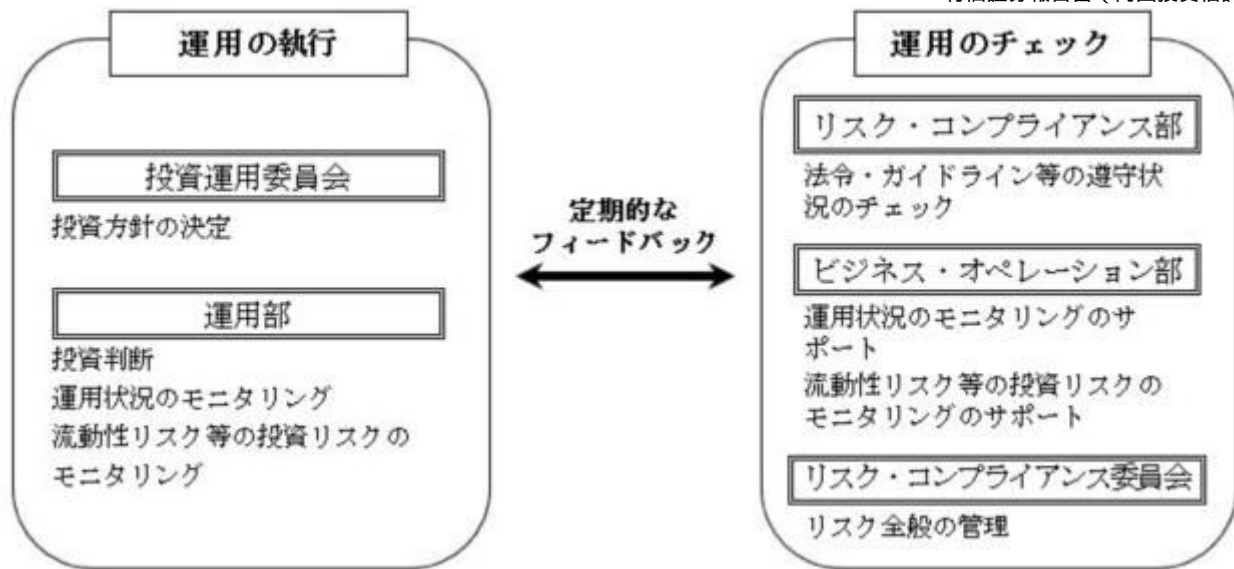 運用の執行
投資運用委員会
投資方針の決定
運用部
投資判断
運用状況のモニタリング
流動性リスク等の投資リスクの
モニタリング
定期的な
フィードバック
運用のチェック
リスク・コンプライアンス部
法令・ガイドライン等の遵守状
況のチェック
ビジネス・オペレーション部
運用状況のモニタリングのサ
ポート
流動性リスク等の投資リスクの
モニタリングのサポート
リスク・コンプライアンス委員会
リスク全般の管理